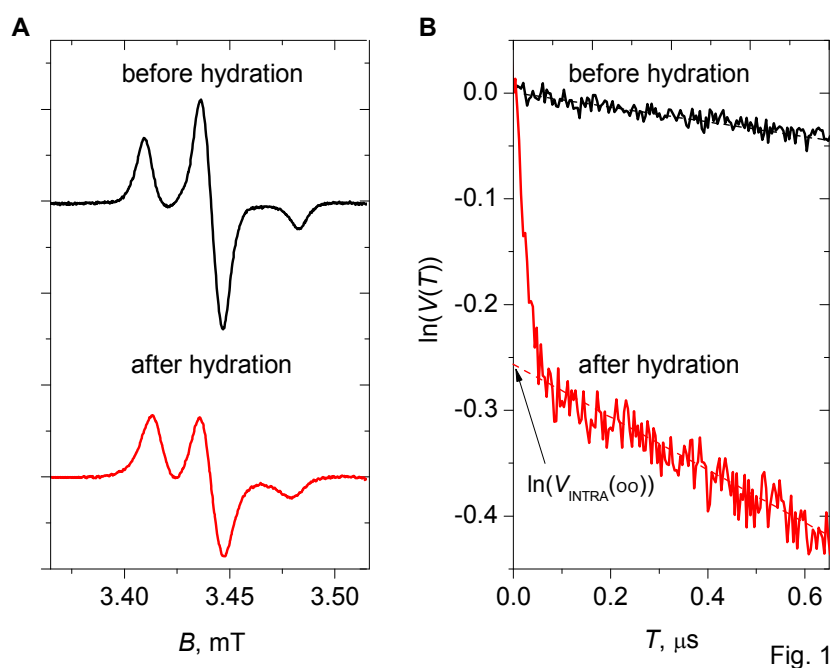 A
before hydration
after hydration
3.40
3.45
3.50
B, mT
B
before hydration
after hydration
ln(V_INTRA(oo))
ln(V(T))
0.0
-0.1
-0.2
-0.3
-0.4
0.0
0.2
0.4
0.6
T, μs
Fig. 1